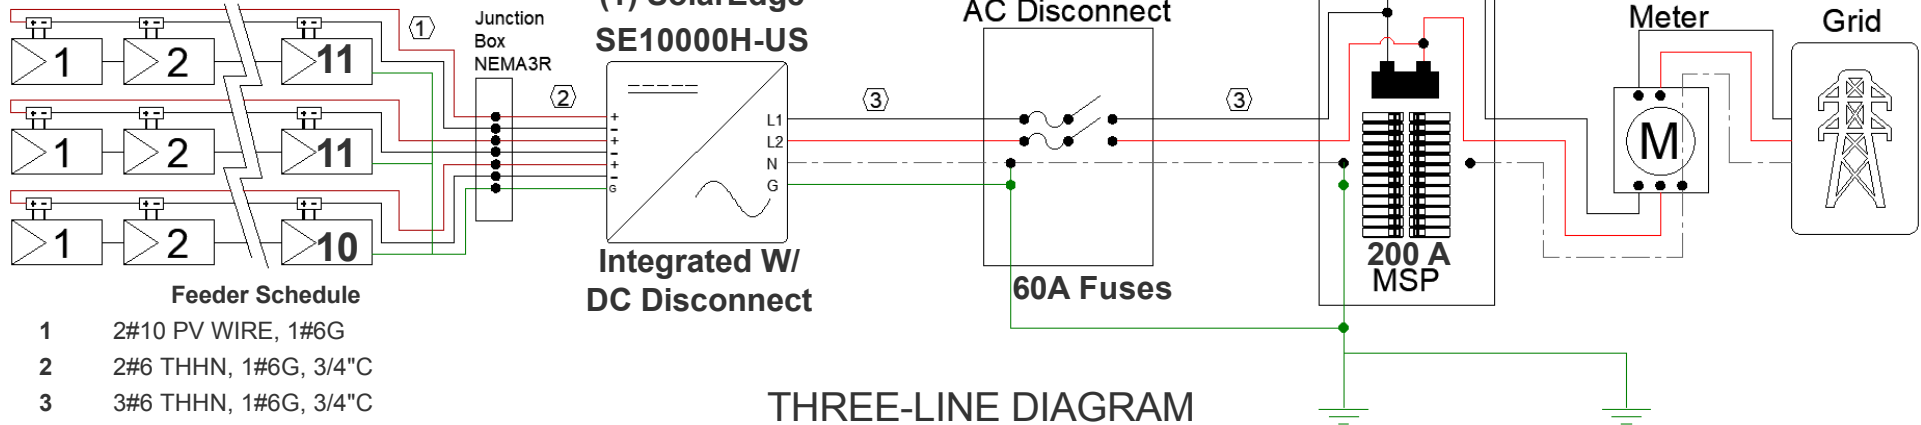 (1) SolarEdge
SE10000H-US
AC Disconnect
Meter
Grid
Junction
Box
NEMA3R
1
2
3
3
+ -
+ -
+ -
1
2
11
+ -
+ -
+ -
1
2
11
+ -
+ -
+ -
1
2
10
+
-
+
-
+
-
G
L1
L2
N
G
M
Integrated W/
DC Disconnect
60A Fuses
200 A
MSP
Feeder Schedule
1 2#10 PV WIRE, 1#6G
2 2#6 THHN, 1#6G, 3/4"C
3 3#6 THHN, 1#6G, 3/4"C
THREE-LINE DIAGRAM